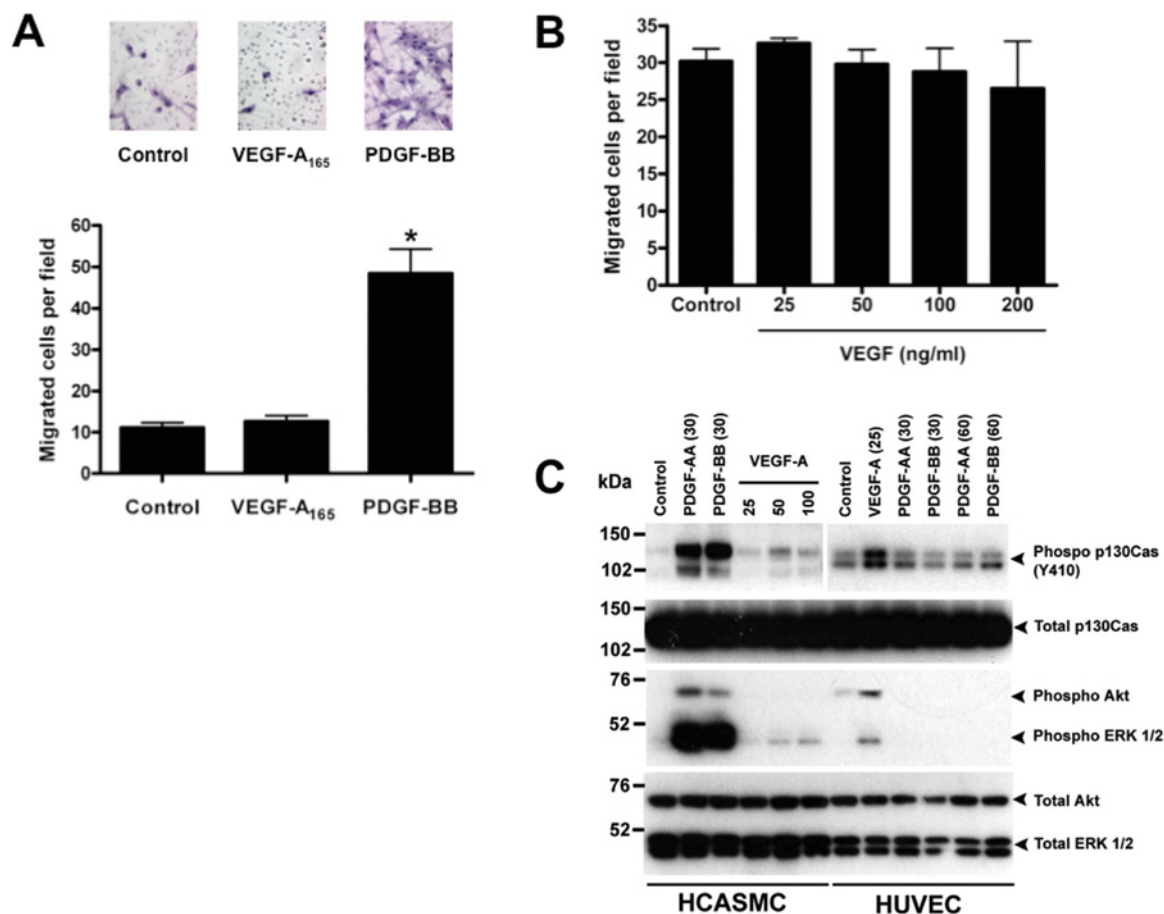 A
Control VEGF-A₁₆₅ PDGF-BB
Migrated cells per field
60
50
40
30
20
10
0
*
Control VEGF-A₁₆₅ PDGF-BB
B
Migrated cells per field
35
30
25
20
15
10
5
0
Control 25 50 100 200
VEGF (ng/ml)
C
kDa
Control
PDGF-AA (30)
PDGF-BB (30)
VEGF-A
25 50 100
Control
VEGF-A (25)
PDGF-AA (30)
PDGF-BB (30)
PDGF-AA (60)
PDGF-BB (60)
150
102
Phospo p130Cas
(Y410)
150
102
Total p130Cas
76
52
Phospho Akt
Phospho ERK 1/2
76
52
Total Akt
Total ERK 1/2
HCASMC HUVEC